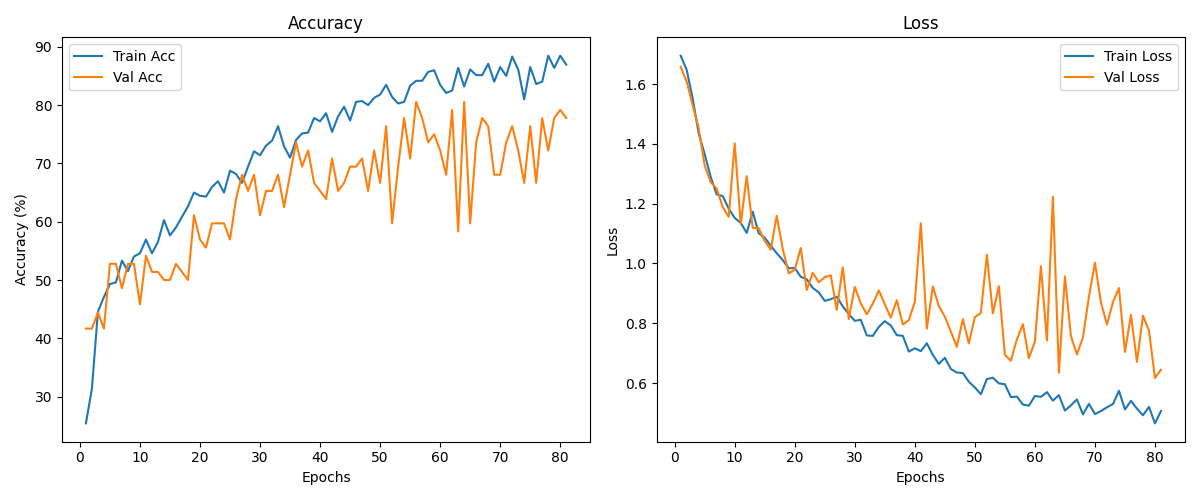 Accuracy
Train Acc
Val Acc
Accuracy (%)
90
80
70
60
50
40
30
0 10 20 30 40 50 60 70 80
Epochs
Loss
Train Loss
Val Loss
Loss
1.6
1.4
1.2
1.0
0.8
0.6
0 10 20 30 40 50 60 70 80
Epochs